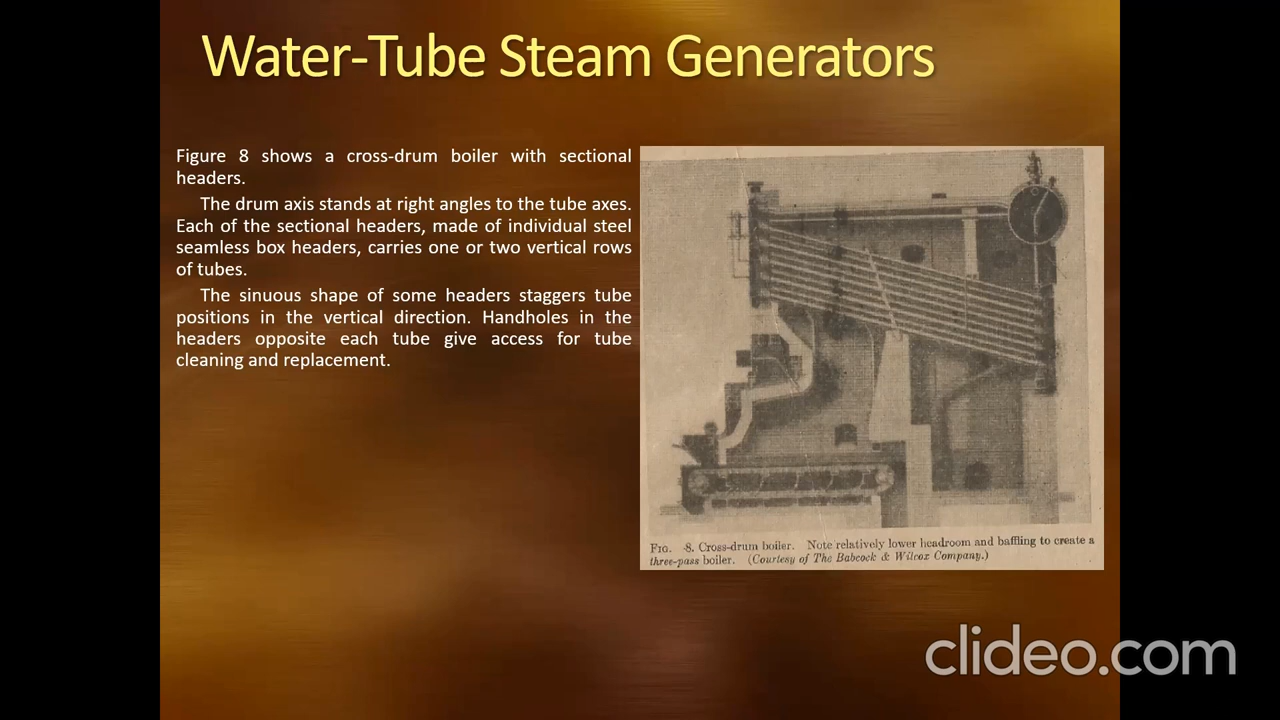 Water-Tube Steam Generators
Figure 8 shows a cross-drum boiler with sectional
headers.
The drum axis stands at right angles to the tube axes.
Each of the sectional headers, made of individual steel
seamless box headers, carries one or two vertical rows
of tubes.
The sinuous shape of some headers staggers tube
positions in the vertical direction. Handholes in the
headers opposite each tube give access for tube
cleaning and replacement.
FIG. 8. Cross-drum boiler. Note relatively lower headroom and baffling to create a
three-pass boiler. (Courtesy of The Babcock & Wilcox Company.)
clideo.com